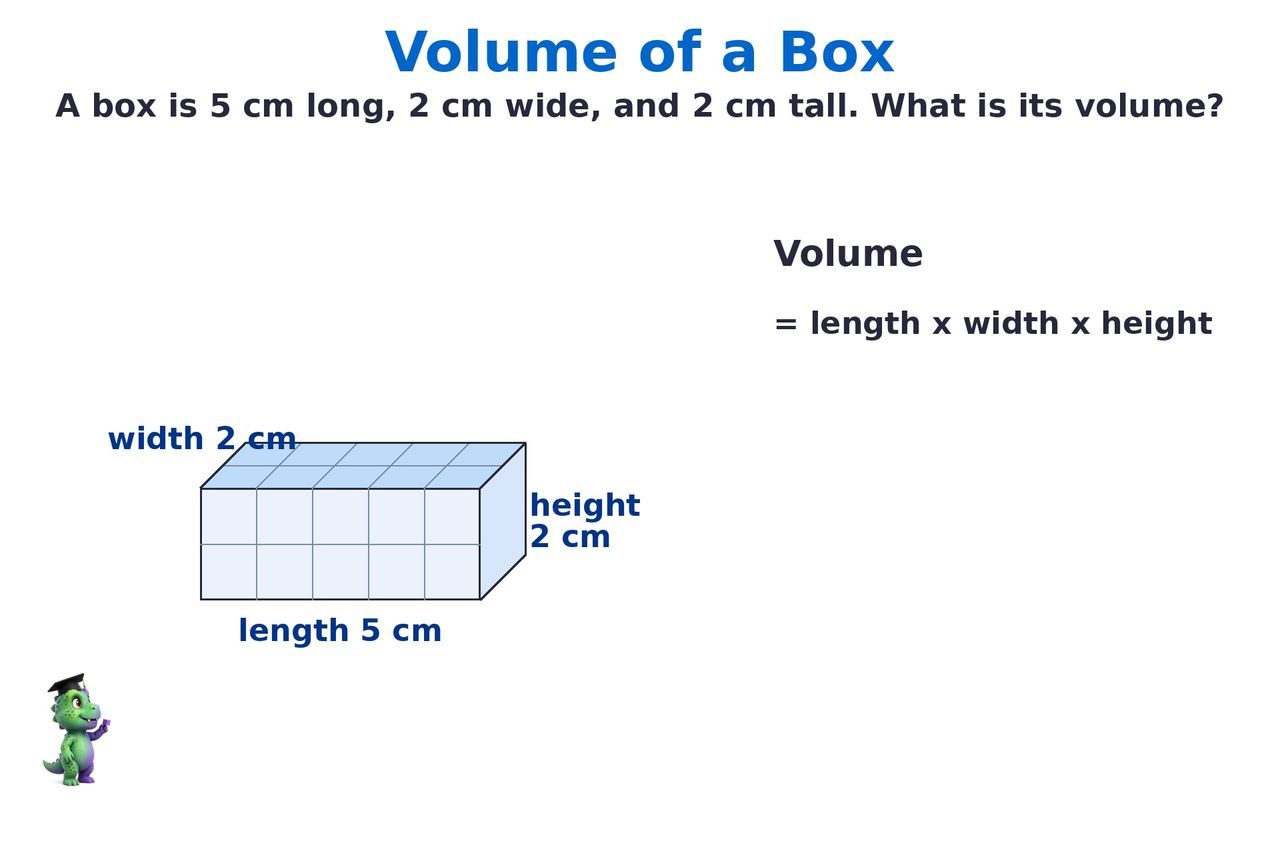 Volume of a Box
A box is 5 cm long, 2 cm wide, and 2 cm tall. What is its volume?
Volume
= length x width x height
width 2 cm
height
2 cm
length 5 cm